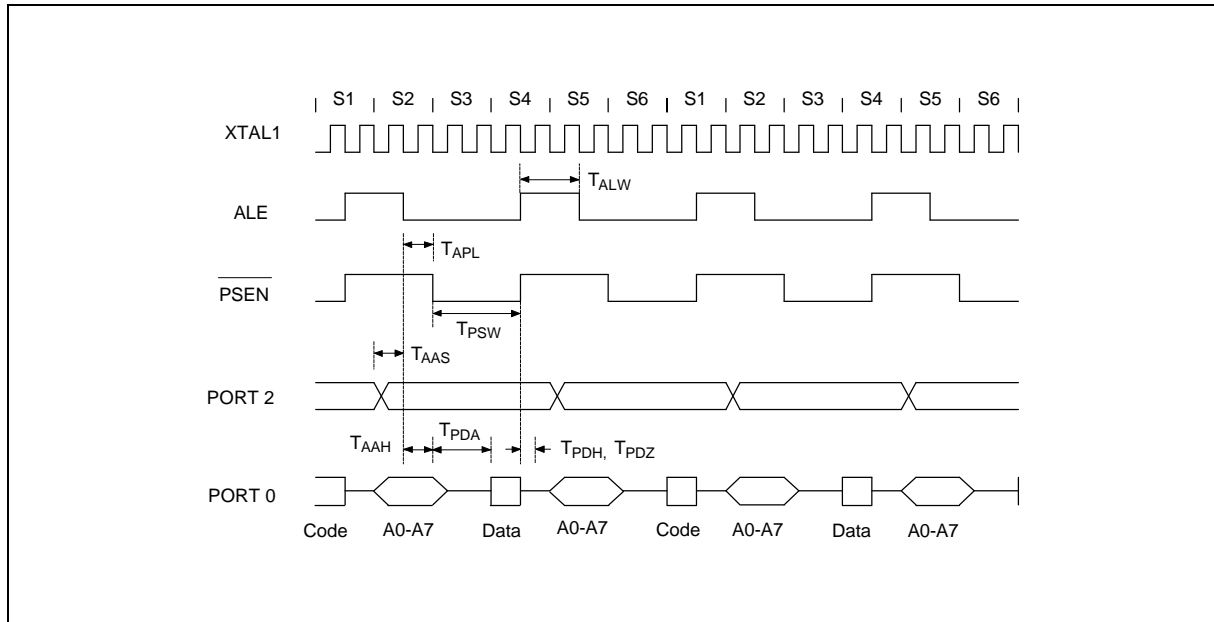 S1 S2 S3 S4 S5 S6 S1 S2 S3 S4 S5 S6
XTAL1
TALW
ALE
TAPL
PSEN
TPSW
TAAS
PORT 2
TAAH TPDA TPDH, TPDZ
PORT 0
Code A0-A7 Data A0-A7 Code A0-A7 Data A0-A7